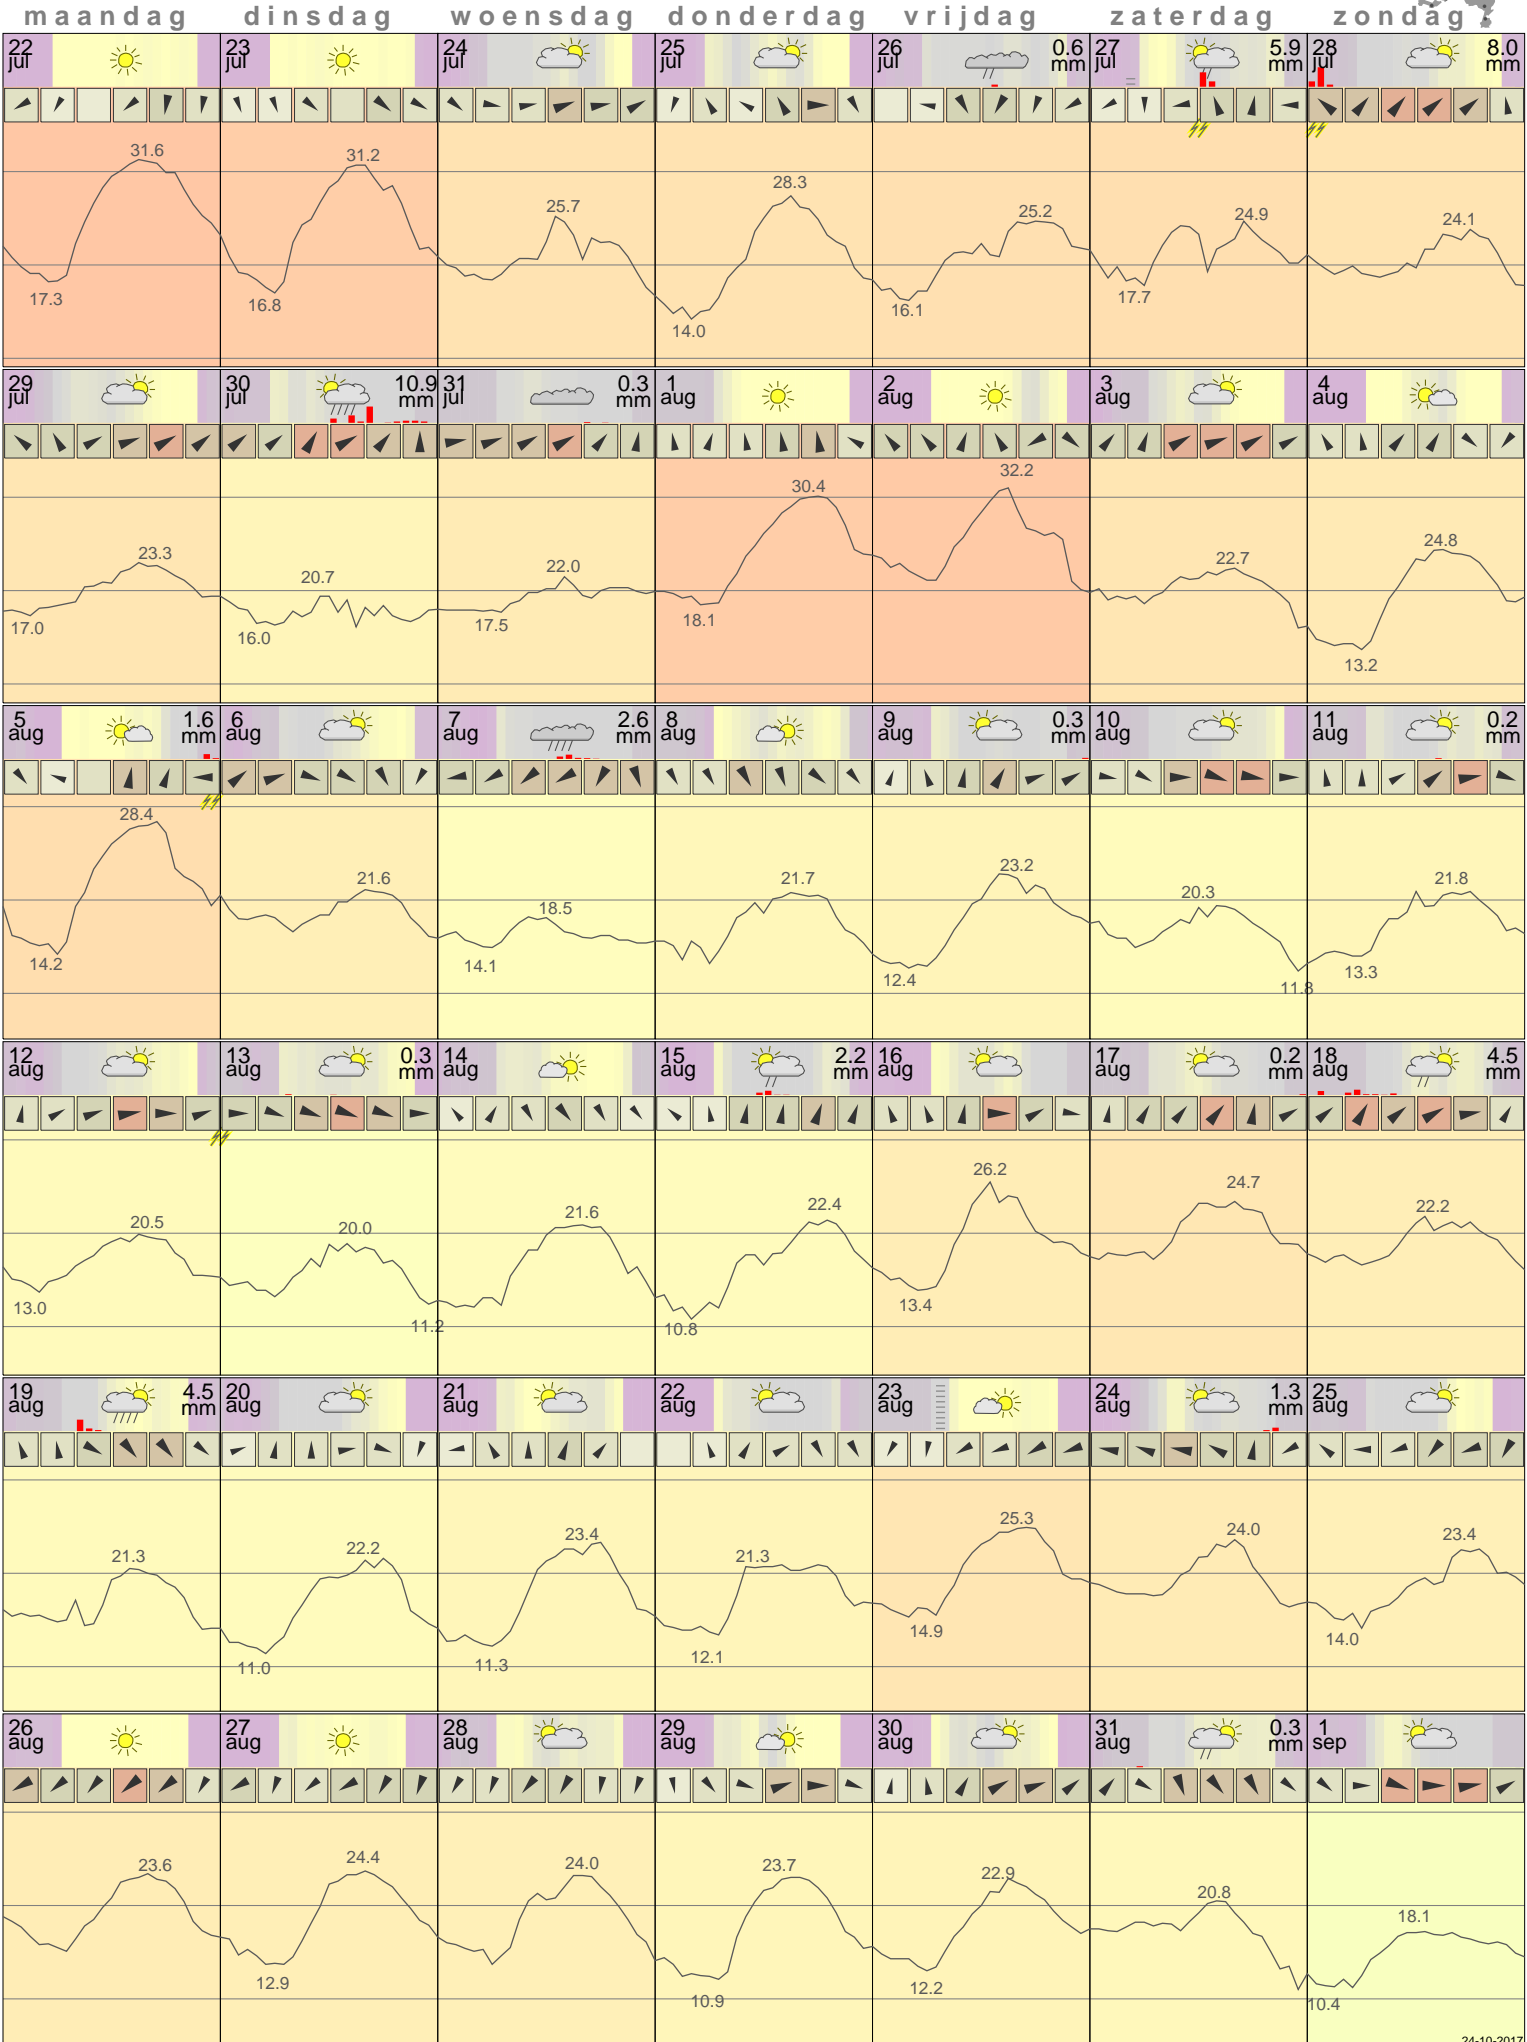 maandag dinsdag woensdag donderdag vrijdag zaterdag zondag
22 23 24 25 26 0.6 27 5.9 28 8.0
jul jul jul jul jul mm jul mm jul mm
31.6 31.2 25.7 28.3 25.2 24.9 24.1
17.3 16.8 14.0 16.1 17.7
29 30 10.9 31 0.3 1 2 3 4
jul jul mm jul mm aug aug aug aug
23.3 20.7 22.0 30.4 32.2 22.7 24.8
17.0 16.0 17.5 18.1 13.2
5 1.6 6 7 2.6 8 9 0.3 10 11 0.2
aug mm aug aug mm aug aug mm aug aug mm
28.4 21.6 18.5 21.7 23.2 20.3 21.8
14.2 14.1 12.4 11.8 13.3
12 13 0.3 14 15 2.2 16 17 0.2 18 4.5
aug aug mm aug aug mm aug aug mm aug mm
20.5 20.0 21.6 22.4 26.2 24.7 22.2
13.0 11.2 10.8 13.4
19 4.5 20 21 22 23 24 1.3 25
aug mm aug aug aug aug aug mm aug
21.3 22.2 23.4 21.3 25.3 24.0 23.4
11.0 11.3 12.1 14.9 14.0
26 27 28 29 30 31 0.3 1
aug aug aug aug aug aug mm sep
23.6 24.4 24.0 23.7 22.9 20.8 18.1
12.9 10.9 12.2 10.4
24-10-2017